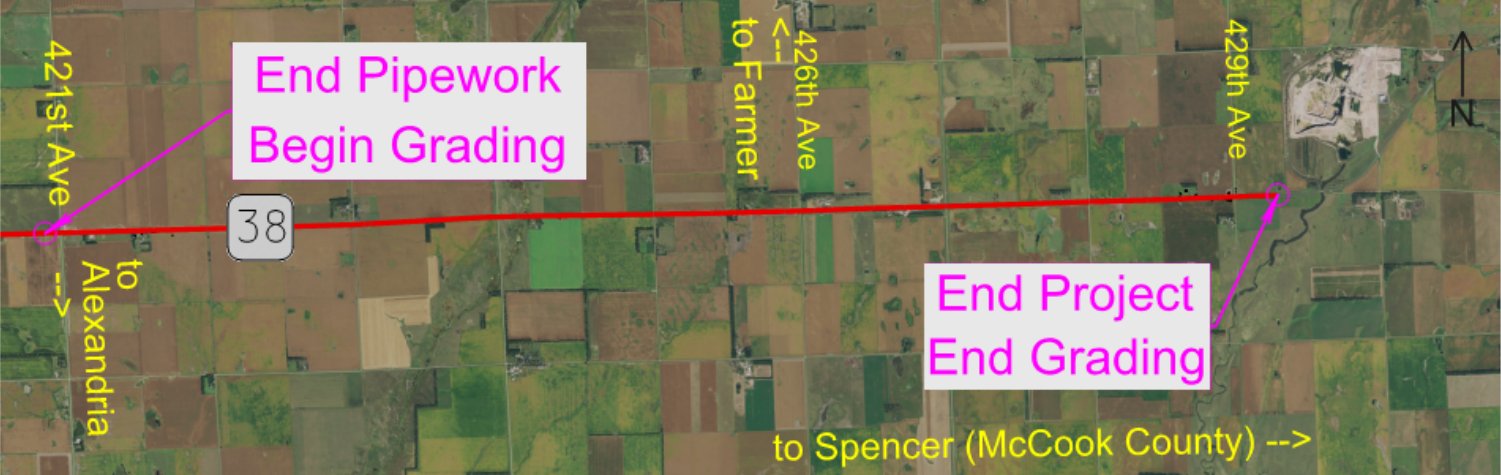 421st Ave
End Pipework
Begin Grading
38
to
Alexandria
-->
<--
to Farmer
426th Ave
429th Ave
N
End Project
End Grading
to Spencer (McCook County) -->